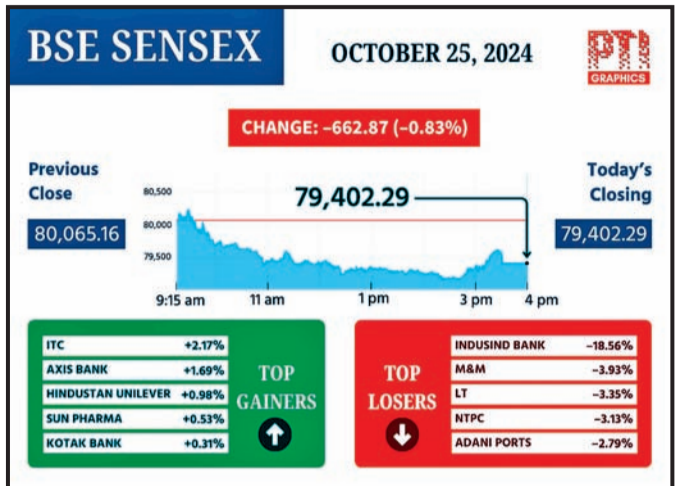 BSE SENSEX
OCTOBER 25, 2024
PTI
GRAPHICS
CHANGE: –662.87 (–0.83%)
Previous
Close
80,065.16
Today's
Closing
79,402.29
79,402.29
80,500
80,000
79,500
9:15 am 11 am 1 pm 3 pm 4 pm
TOP
GAINERS
ITC +2.17%
AXIS BANK +1.69%
HINDUSTAN UNILEVER +0.98%
SUN PHARMA +0.53%
KOTAK BANK +0.31%
TOP
LOSERS
INDUSIND BANK –18.56%
M&M –3.93%
LT –3.35%
NTPC –3.13%
ADANI PORTS –2.79%